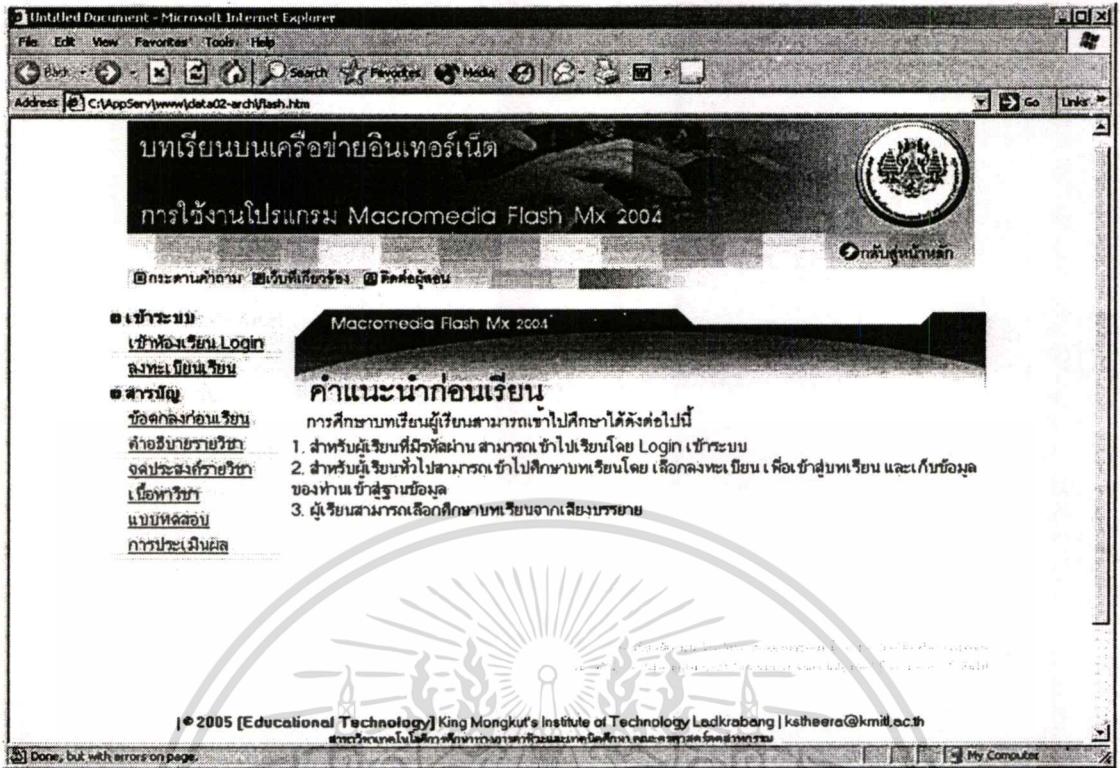 Untitled Document - Microsoft Internet Explorer
File Edit View Favorites Tools Help
Back Search Favorites Media
Address C:\AppServ\www\data02-arch\flash.htm Go Links
บทเรียนบนเครือข่ายอินเทอร์เน็ต
การใช้งานโปรแกรม Macromedia Flash Mx 2004
กลับสู่หน้าหลัก
กระดานคำถาม เว็บที่เกี่ยวข้อง ติดต่อผู้สอน
เข้าระบบ
เข้าห้องเรียน Login
ลงทะเบียนเรียน
สารบัญ
ข้อตกลงก่อนเรียน
คำอธิบายรายวิชา
จุดประสงค์รายวิชา
เนื้อหาวิชา
แบบทดสอบ
การประเมินผล
Macromedia Flash Mx 2004
คำแนะนำก่อนเรียน
การศึกษาบทเรียนผู้เรียนสามารถเข้าไปศึกษาได้ดังต่อไปนี้
1. สำหรับผู้เรียนที่มีรหัสผ่าน สามารถเข้าไปเรียนโดย Login เข้าระบบ
2. สำหรับผู้เรียนทั่วไปสามารถเข้าไปศึกษาบทเรียนโดย เลือกลงทะเบียน เพื่อเข้าสู่บทเรียน และเก็บข้อมูล
ของท่านเข้าสู่ฐานข้อมูล
3. ผู้เรียนสามารถเลือกศึกษาบทเรียนจากเสียงบรรยาย
|© 2005 [Educational Technology] King Mongkut's Institute of Technology Ladkrabang | kstheera@kmitl.ac.th
Done, but with errors on page. My Computer